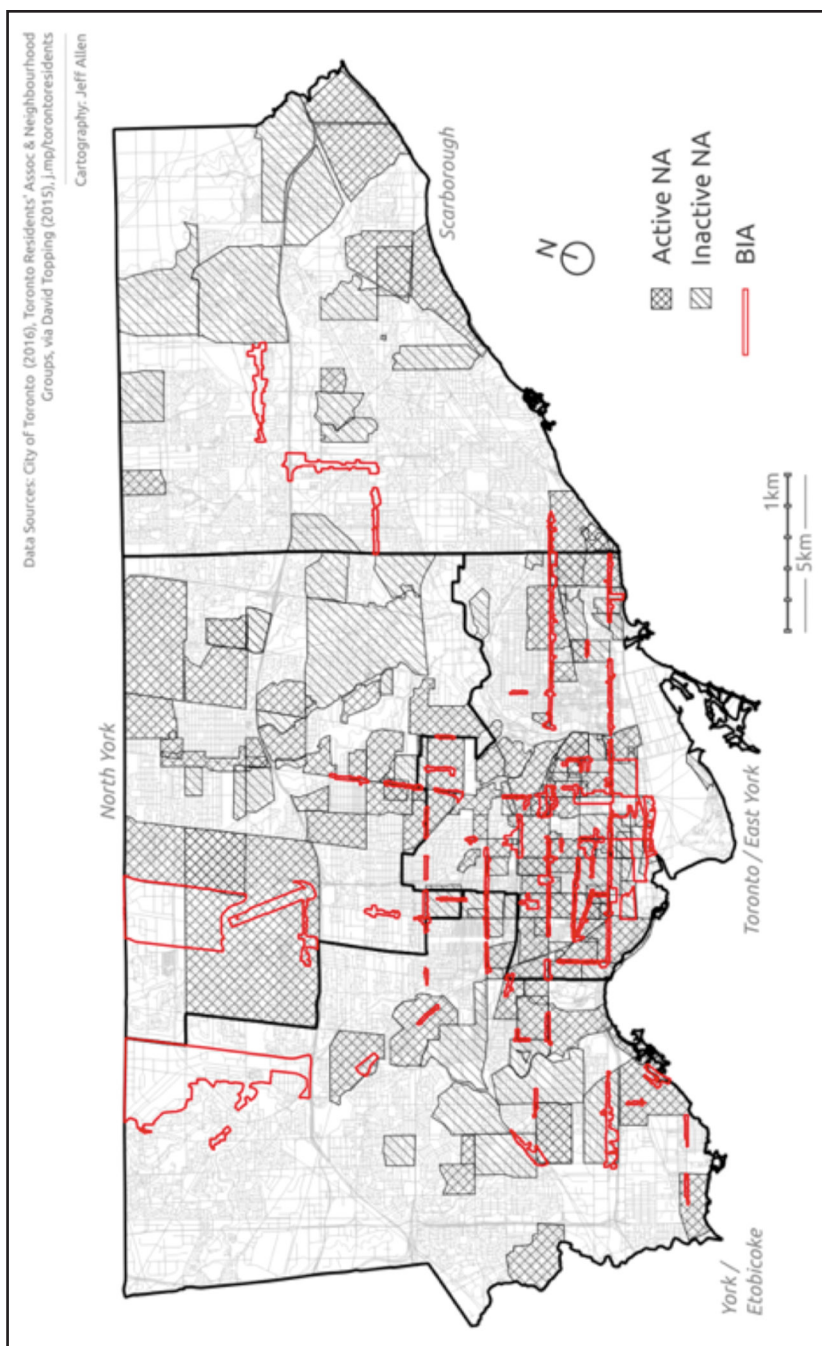 Data Sources: City of Toronto (2016), Toronto Residents' Assoc & Neighbourhood
Groups, via David Topping (2015), j.mp/torontoresidents
Cartography: Jeff Allen
North York
Scarborough
N
Active NA
Inactive NA
BIA
1km
5km
Toronto / East York
York /
Etobicoke